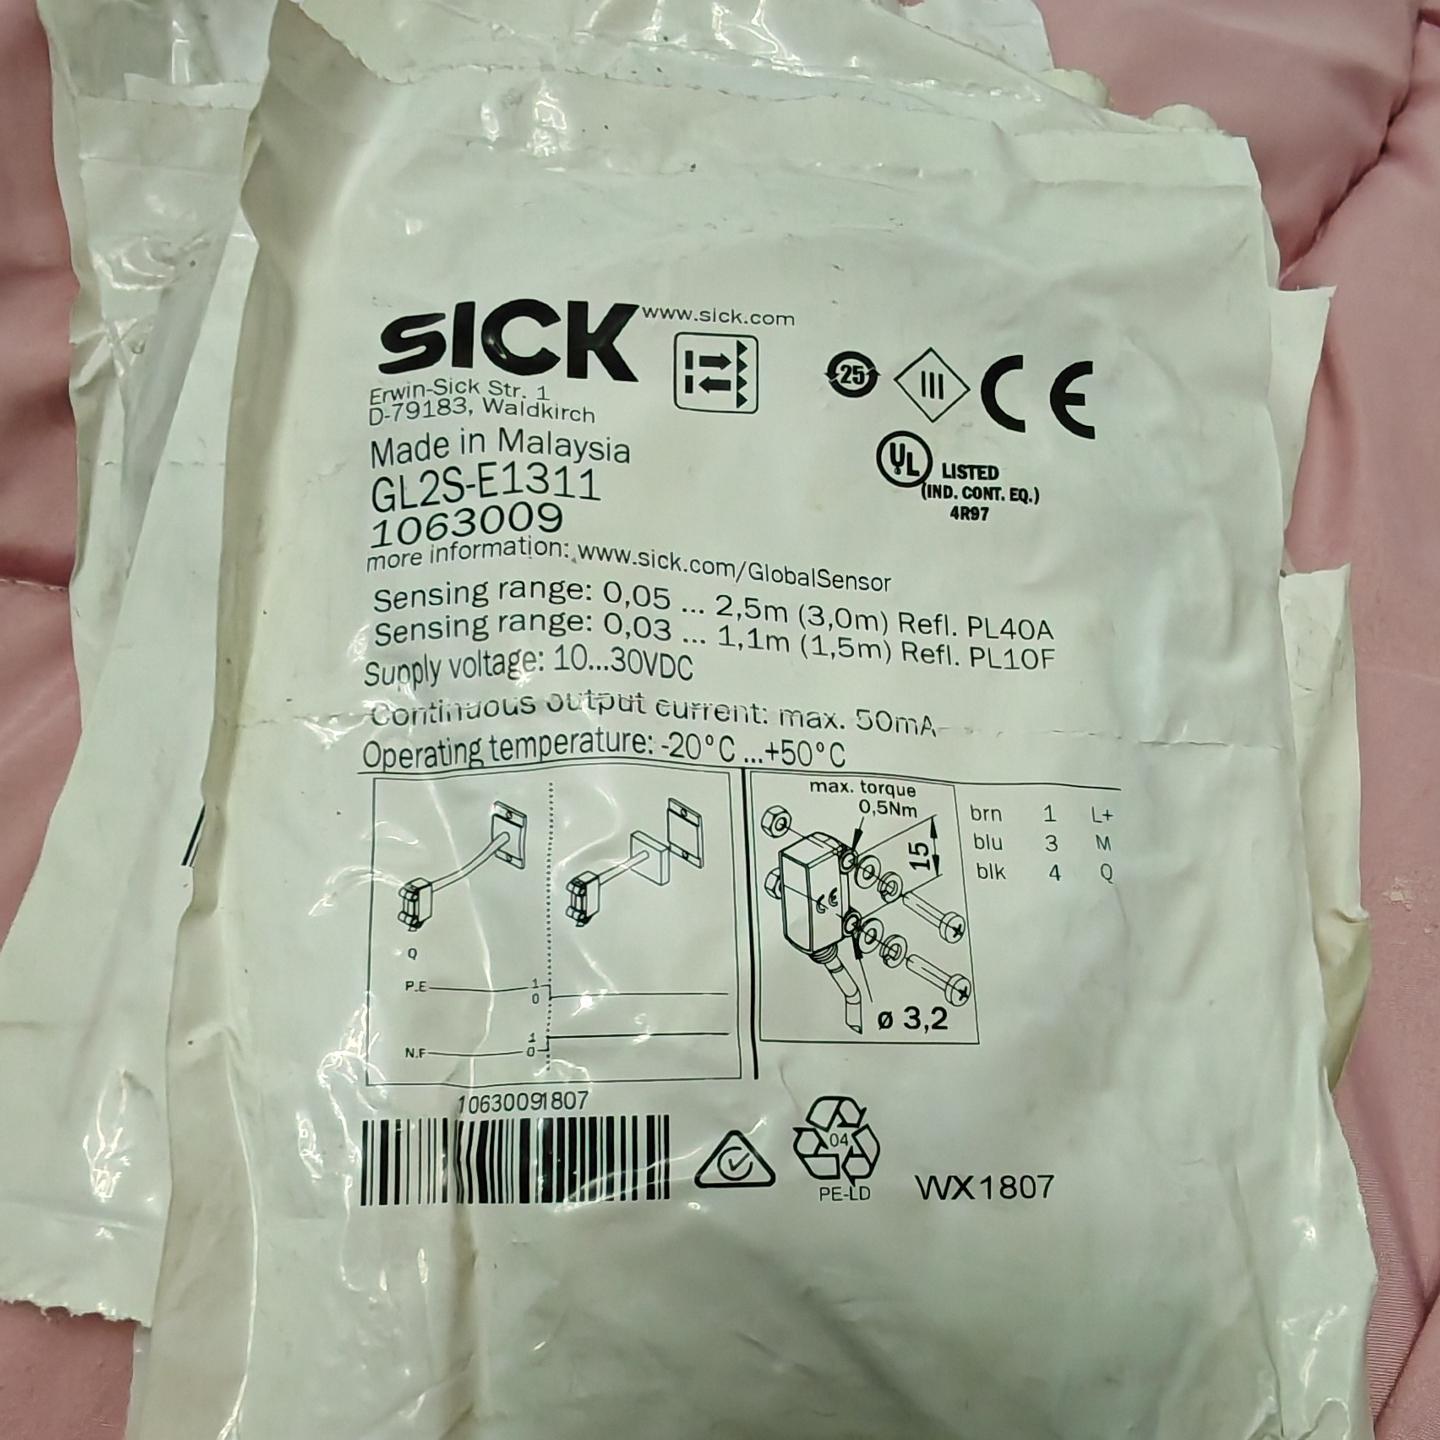 SICK
www.sick.com
Erwin-Sick Str. 1
D-79183, Waldkirch
Made in Malaysia
GL2S-E1311
1063009
more information: www.sick.com/GlobalSensor
25
III
CE
UL LISTED
(IND. CONT. EQ.)
4R97
Sensing range: 0,05 ... 2,5m (3,0m) Refl. PL40A
Sensing range: 0,03 ... 1,1m (1,5m) Refl. PL10F
Supply voltage: 10...30VDC
Continuous output current: max. 50mA
Operating temperature: -20°C ...+50°C
Q
P.E 1
0
N.F 1
0
max. torque
0,5Nm
15
CE
ø 3,2
brn 1 L+
blu 3 M
blk 4 Q
10630091807
04
PE-LD
WX1807